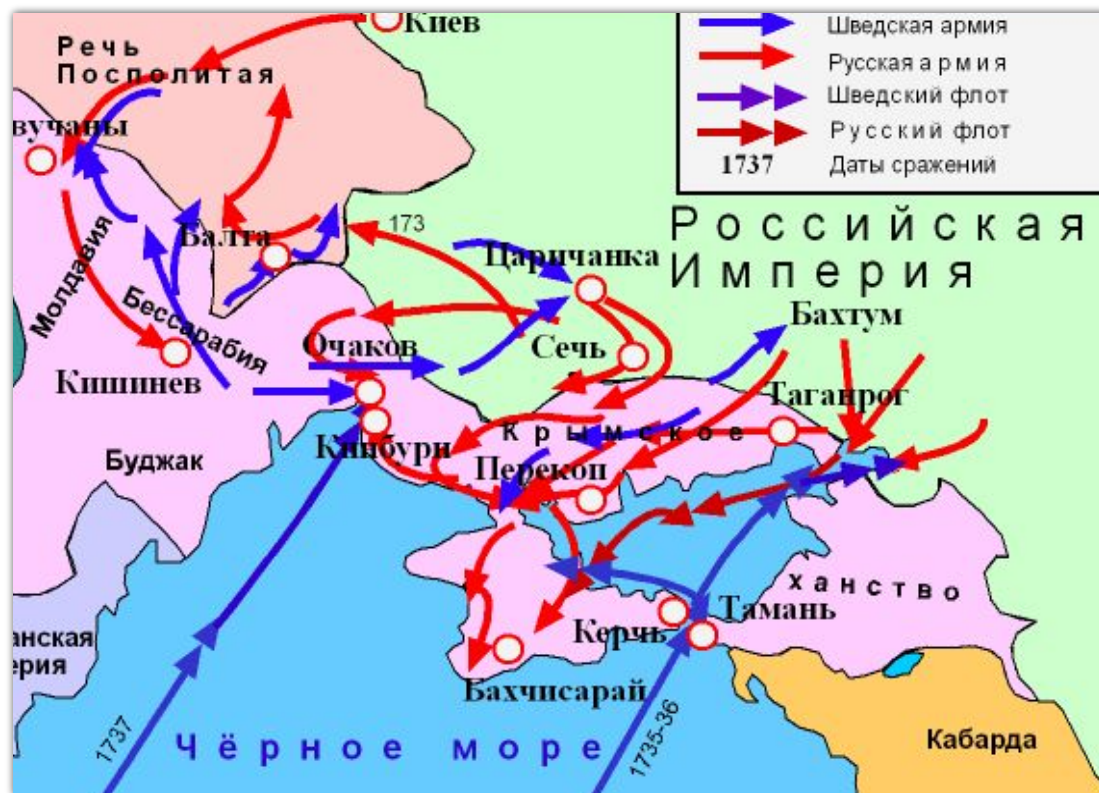 Киев
Речь
Посполитая
вучаны
Шведская армия
Русская армия
Шведский флот
Русский флот
1737 Даты сражений
Российская
Империя
173
Балта
Царичанка
Молдавия
Бессарабия
Бахтум
Очаков
Сечь
Кишинев
Таганрог
Крымское
Кинбурн
Буджак
Перекоп
ханство
Тамань
Керчь
анская
ерия
Бахчисарай
1737
1735-36
Чёрное море
Кабарда